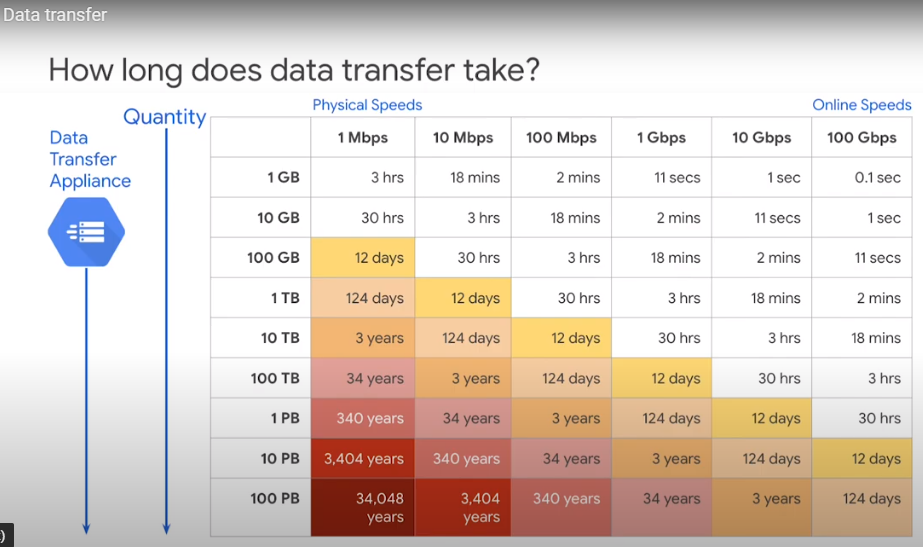 Data transfer
How long does data transfer take?
Physical Speeds Online Speeds
Quantity
Data
Transfer
Appliance
1 Mbps 10 Mbps 100 Mbps 1 Gbps 10 Gbps 100 Gbps
1 GB 3 hrs 18 mins 2 mins 11 secs 1 sec 0.1 sec
10 GB 30 hrs 3 hrs 18 mins 2 mins 11 secs 1 sec
100 GB 12 days 30 hrs 3 hrs 18 mins 2 mins 11 secs
1 TB 124 days 12 days 30 hrs 3 hrs 18 mins 2 mins
10 TB 3 years 124 days 12 days 30 hrs 3 hrs 18 mins
100 TB 34 years 3 years 124 days 12 days 30 hrs 3 hrs
1 PB 340 years 34 years 3 years 124 days 12 days 30 hrs
10 PB 3,404 years 340 years 34 years 3 years 124 days 12 days
100 PB 34,048 years 3,404 years 340 years 34 years 3 years 124 days
)